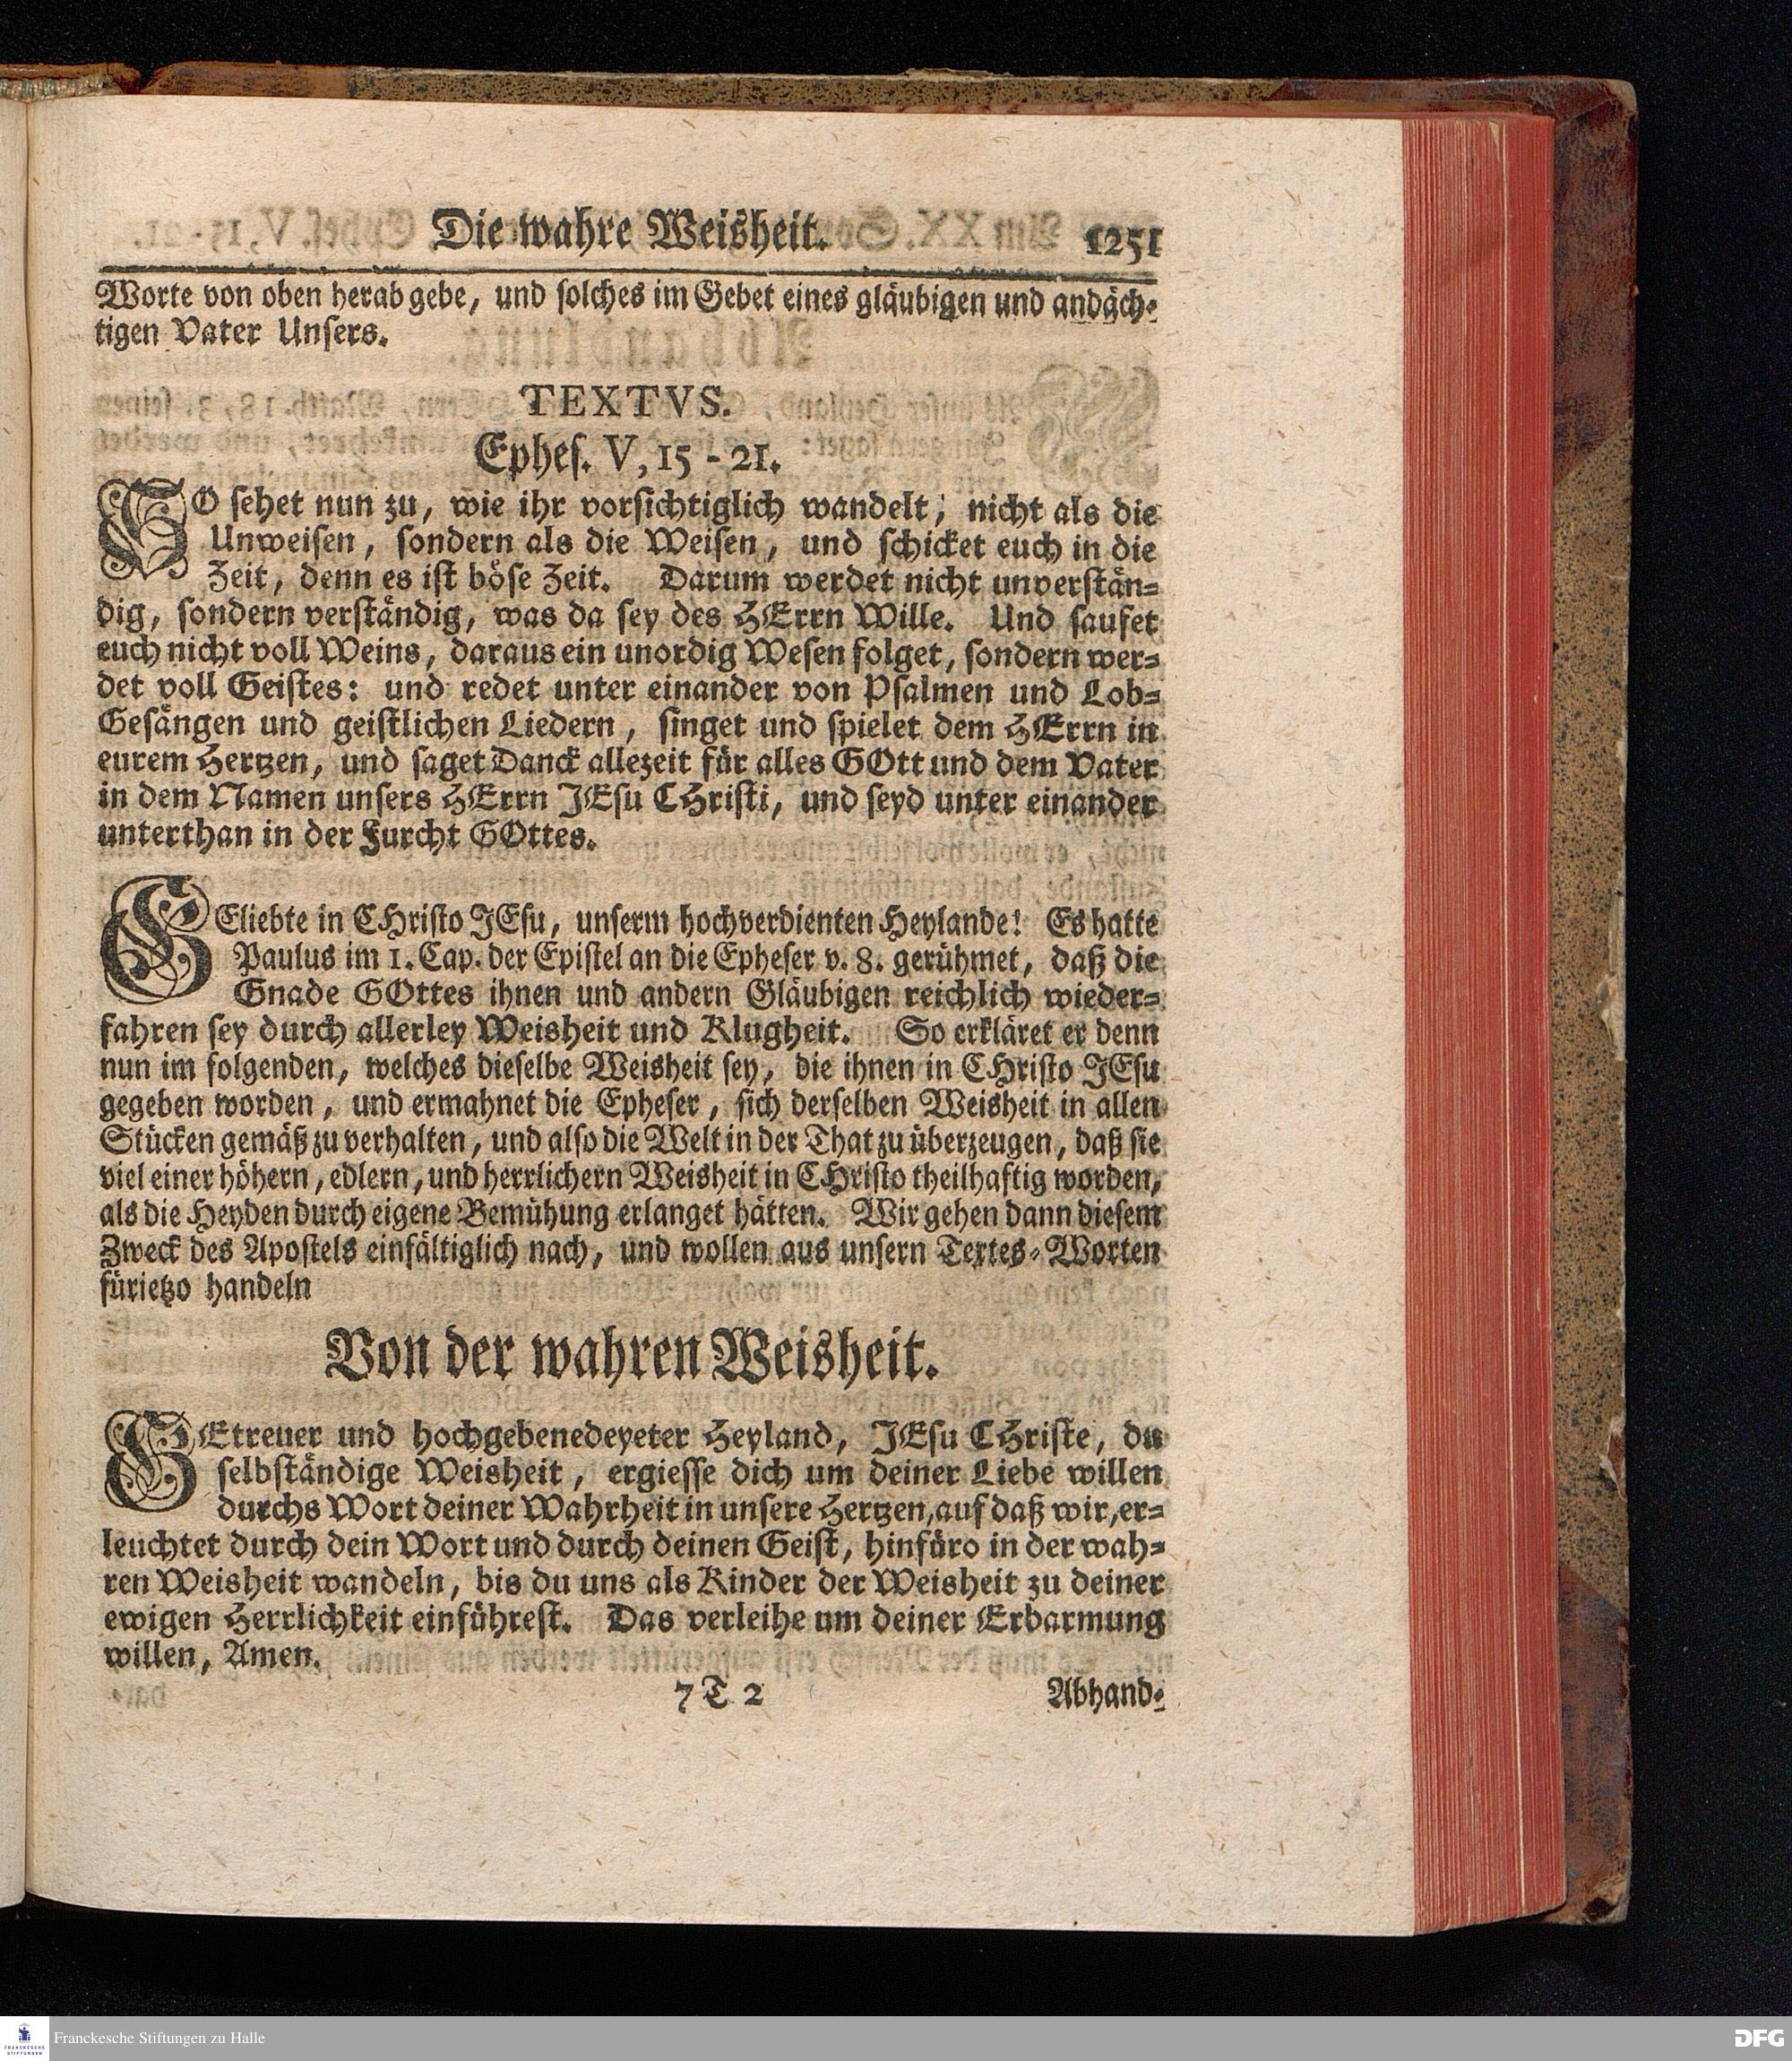 Die wahre Weisheit. 1251
Worte von oben herab gebe, und solches im Gebet eines gläubigen und andäch-
tigen Vater Unsers.
TEXTVS.
Ephes. V, 15 - 21.
SO sehet nun zu, wie ihr vorsichtiglich wandelt; nicht als die
Unweisen, sondern als die Weisen, und schicket euch in die
Zeit, denn es ist böse Zeit. Darum werdet nicht unverstän-
dig, sondern verständig, was da sey des HErrn Wille. Und saufet
euch nicht voll Weins, daraus ein unordig Wesen folget, sondern wer-
det voll Geistes: und redet unter einander von Psalmen und Lob-
Gesängen und geistlichen Liedern, singet und spielet dem HErrn in
eurem Hertzen, und saget Danck allezeit für alles GOtt und dem Vater
in dem Namen unsers HErrn JEsu CHristi, und seyd unter einander
unterthan in der Furcht GOttes.
GEliebte in CHristo JEsu, unserm hochverdienten Heylande! Es hatte
Paulus im 1. Cap. der Epistel an die Epheser v. 8. gerühmet, daß die
Gnade GOttes ihnen und andern Gläubigen reichlich wieder-
fahren sey durch allerley Weisheit und Klugheit. So erkläret er denn
nun im folgenden, welches dieselbe Weisheit sey, die ihnen in CHristo JEsu
gegeben worden, und ermahnet die Epheser, sich derselben Weisheit in allen
Stücken gemäß zu verhalten, und also die Welt in der That zu überzeugen, daß sie
viel einer höhern, edlern, und herrlichern Weisheit in CHristo theilhaftig worden,
als die Heyden durch eigene Bemühung erlanget hätten. Wir gehen dann diesem
Zweck des Apostels einfältiglich nach, und wollen aus unsern Textes-Worten
fürietzo handeln
Von der wahren Weisheit.
GEtreuer und hochgebenedeyeter Heyland, JEsu CHriste, du
selbständige Weisheit, ergiesse dich um deiner Liebe willen
durchs Wort deiner Wahrheit in unsere Hertzen, auf daß wir, er-
leuchtet durch dein Wort und durch deinen Geist, hinfüro in der wah-
ren Weisheit wandeln, bis du uns als Kinder der Weisheit zu deiner
ewigen Herrlichkeit einführest. Das verleihe um deiner Erbarmung
willen, Amen.
7 T 2 Abhand-
FRANCKESCHE STIFTUNGEN Franckesche Stiftungen zu Halle DFG